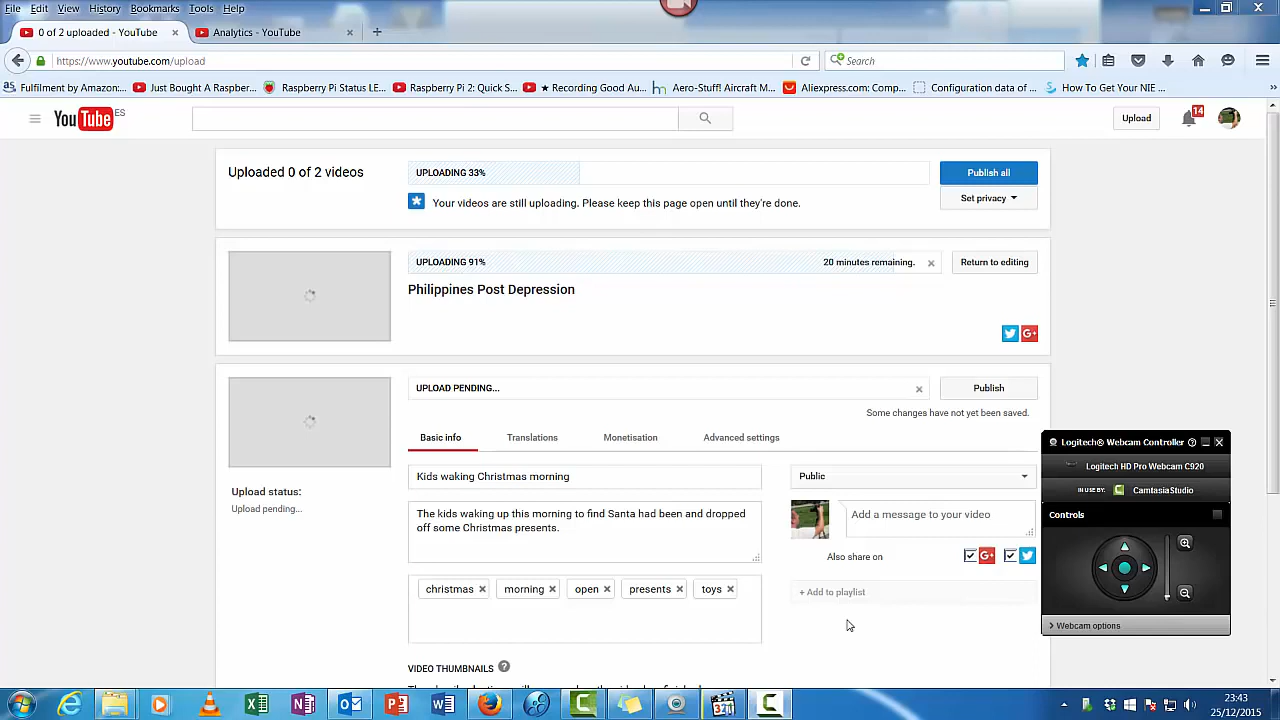 File Edit View History Bookmarks Tools Help
0 of 2 uploaded - YouTube × Analytics - YouTube × +
https://www.youtube.com/upload Search
Fulfilment by Amazon... Just Bought A Raspber... Raspberry Pi Status LE... Raspberry Pi 2: Quick S... ★ Recording Good Au... Aero-Stuff! Aircraft M... Aliexpress.com: Comp... Configuration data of ... How To Get Your NIE ... »
YouTube ES Upload 14
Uploaded 0 of 2 videos UPLOADING 33% Publish all
Your videos are still uploading. Please keep this page open until they're done. Set privacy
UPLOADING 91% 20 minutes remaining. × Return to editing
Philippines Post Depression
UPLOAD PENDING... × Publish
Some changes have not yet been saved.
Basic info Translations Monetisation Advanced settings
Kids waking Christmas morning Public
Upload status:
Upload pending...
The kids waking up this morning to find Santa had been and dropped
off some Christmas presents.
Add a message to your video
Also share on
christmas × morning × open × presents × toys ×
+ Add to playlist
VIDEO THUMBNAILS ?
Logitech® Webcam Controller
Logitech HD Pro Webcam C920
IN USE BY: CamtasiaStudio
Controls
Webcam options
23:43
25/12/2015